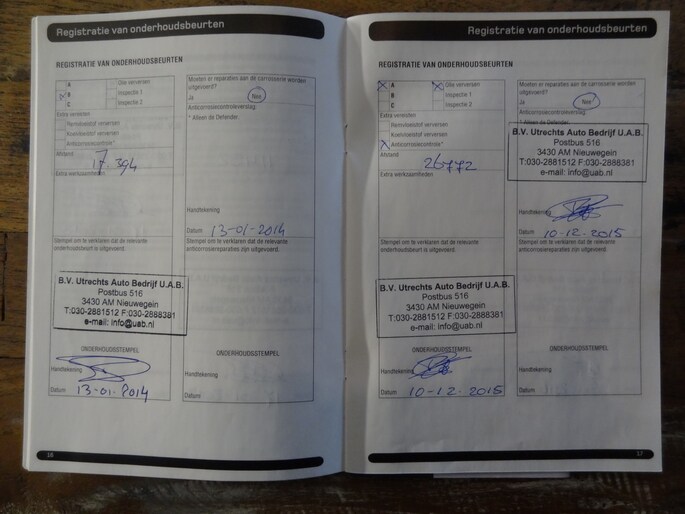 Registratie van onderhoudsbeurten
REGISTRATIE VAN ONDERHOUDSBEURTEN
A
Olie verversen
B
Inspectie 1
C
Inspectie 2
Extra vereisten
Remvloeistof verversen
Koelvloeistof verversen
Anticorrosiecontrole*
Afstand
17.394
Extra werkzaamheden
Moeten er reparaties aan de carrosserie worden
uitgevoerd?
Ja
Nee
Anticorrosiecontroleverslag:
* Alleen de Defender.
Handtekening
Datum 13-01-2014
Stempel om te verklaren dat de relevante
onderhoudsbeurt is uitgevoerd.
Stempel om te verklaren dat de relevante
anticorrosiereparaties zijn uitgevoerd.
B.V. Utrechts Auto Bedrijf U.A.B.
Postbus 516
3430 AM Nieuwegein
T:030-2881512 F:030-2888381
e-mail: info@uab.nl
ONDERHOUDSSTEMPEL
Handtekening
Datum: 13-01-2014
ONDERHOUDSSTEMPEL
Handtekening
Datum:
16
Registratie van onderhoudsbeurten
REGISTRATIE VAN ONDERHOUDSBEURTEN
A
Olie verversen
B
Inspectie 1
C
Inspectie 2
Extra vereisten
Remvloeistof verversen
Koelvloeistof verversen
Anticorrosiecontrole*
Afstand
26772
Extra werkzaamheden
Moeten er reparaties aan de carrosserie worden
uitgevoerd?
Ja
Nee
Anticorrosiecontroleverslag:
* Alleen de Defender.
B.V. Utrechts Auto Bedrijf U.A.B.
Postbus 516
3430 AM Nieuwegein
T:030-2881512 F:030-2888381
e-mail: info@uab.nl
Handtekening
Datum 10-12-2015
Stempel om te verklaren dat de relevante
onderhoudsbeurt is uitgevoerd.
Stempel om te verklaren dat de relevante
anticorrosiereparaties zijn uitgevoerd.
B.V. Utrechts Auto Bedrijf U.A.B.
Postbus 516
3430 AM Nieuwegein
T:030-2881512 F:030-2888381
e-mail: info@uab.nl
ONDERHOUDSSTEMPEL
Handtekening
Datum: 10-12-2015
ONDERHOUDSSTEMPEL
Handtekening
Datum:
17